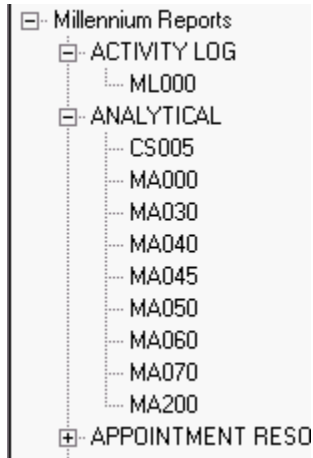 Millennium Reports
ACTIVITY LOG
ML000
ANALYTICAL
CS005
MA000
MA030
MA040
MA045
MA050
MA060
MA070
MA200
APPOINTMENT RESO